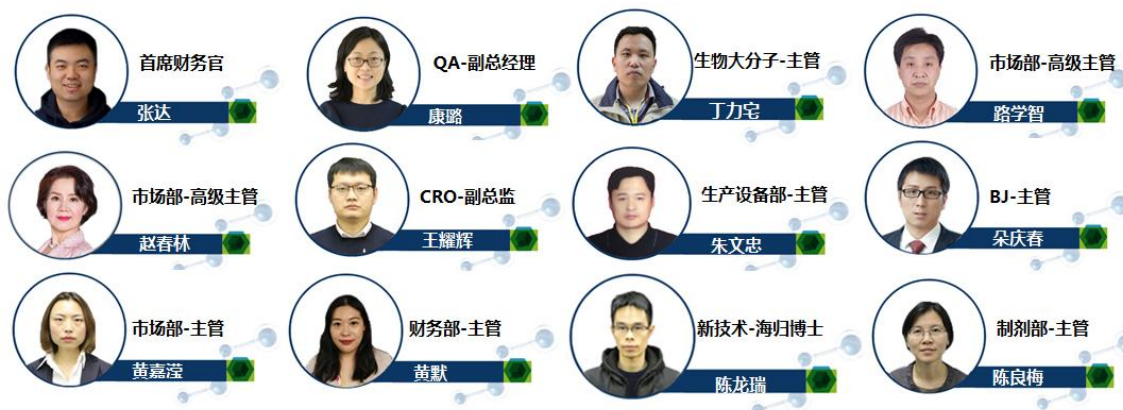 首席财务官
张达
QA-副总经理
康璐
生物大分子-主管
丁力宅
市场部-高级主管
路学智
市场部-高级主管
赵春林
CRO-副总监
王耀辉
生产设备部-主管
朱文忠
BJ-主管
朵庆春
市场部-主管
黄嘉滢
财务部-主管
黄默
新技术-海归博士
陈龙瑞
制剂部-主管
陈良梅